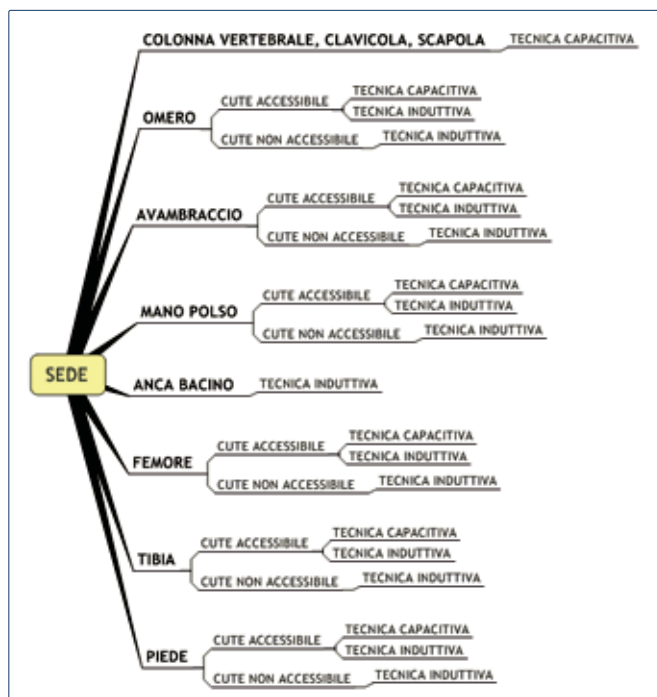 COLONNA VERTEBRALE, CLAVICOLA, SCAPOLA TECNICA CAPACITIVA
OMERO
CUTE ACCESSIBILE
TECNICA CAPACITIVA
TECNICA INDUTTIVA
CUTE NON ACCESSIBILE TECNICA INDUTTIVA
AVAMBRACCIO
CUTE ACCESSIBILE
TECNICA CAPACITIVA
TECNICA INDUTTIVA
CUTE NON ACCESSIBILE TECNICA INDUTTIVA
MANO POLSO
CUTE ACCESSIBILE
TECNICA CAPACITIVA
TECNICA INDUTTIVA
CUTE NON ACCESSIBILE TECNICA INDUTTIVA
SEDE
ANCA BACINO TECNICA INDUTTIVA
FEMORE
CUTE ACCESSIBILE
TECNICA CAPACITIVA
TECNICA INDUTTIVA
CUTE NON ACCESSIBILE TECNICA INDUTTIVA
TIBIA
CUTE ACCESSIBILE
TECNICA CAPACITIVA
TECNICA INDUTTIVA
CUTE NON ACCESSIBILE TECNICA INDUTTIVA
PIEDE
CUTE ACCESSIBILE
TECNICA CAPACITIVA
TECNICA INDUTTIVA
CUTE NON ACCESSIBILE TECNICA INDUTTIVA